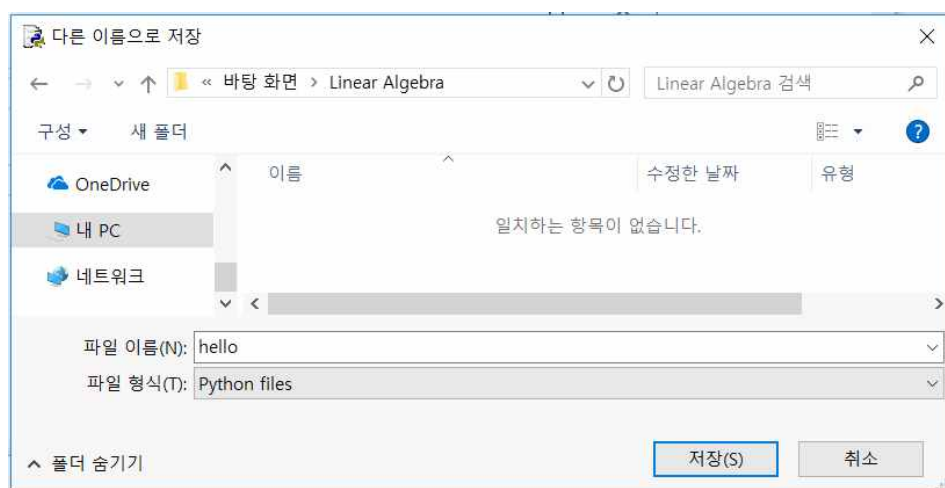 다른 이름으로 저장
« 바탕 화면 > Linear Algebra
Linear Algebra 검색
구성
새 폴더
이름
수정한 날짜
유형
OneDrive
내 PC
네트워크
일치하는 항목이 없습니다.
파일 이름(N): hello
파일 형식(T): Python files
폴더 숨기기
저장(S)
취소